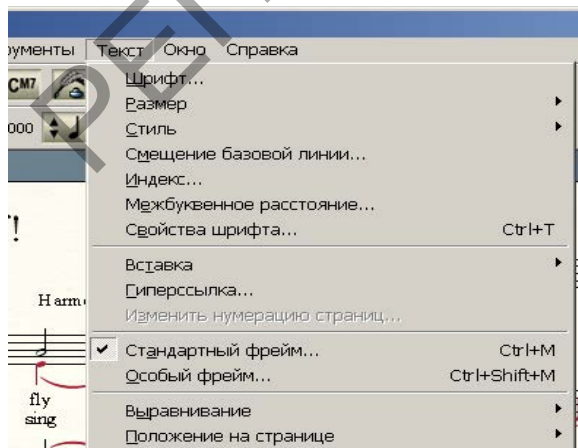 рументы Текст Окно Справка
CM7
Шрифт...
Размер
000
Стиль
Смещение базовой линии...
Индекс...
Межбуквенное расстояние...
Свойства шрифта... Ctrl+T
!
Вставка
Гиперссылка...
Harm
Изменить нумерацию страниц...
Стандартный фрейм... Ctrl+M
Особый фрейм... Ctrl+Shift+M
fly
sing
Выравнивание
Положение на странице